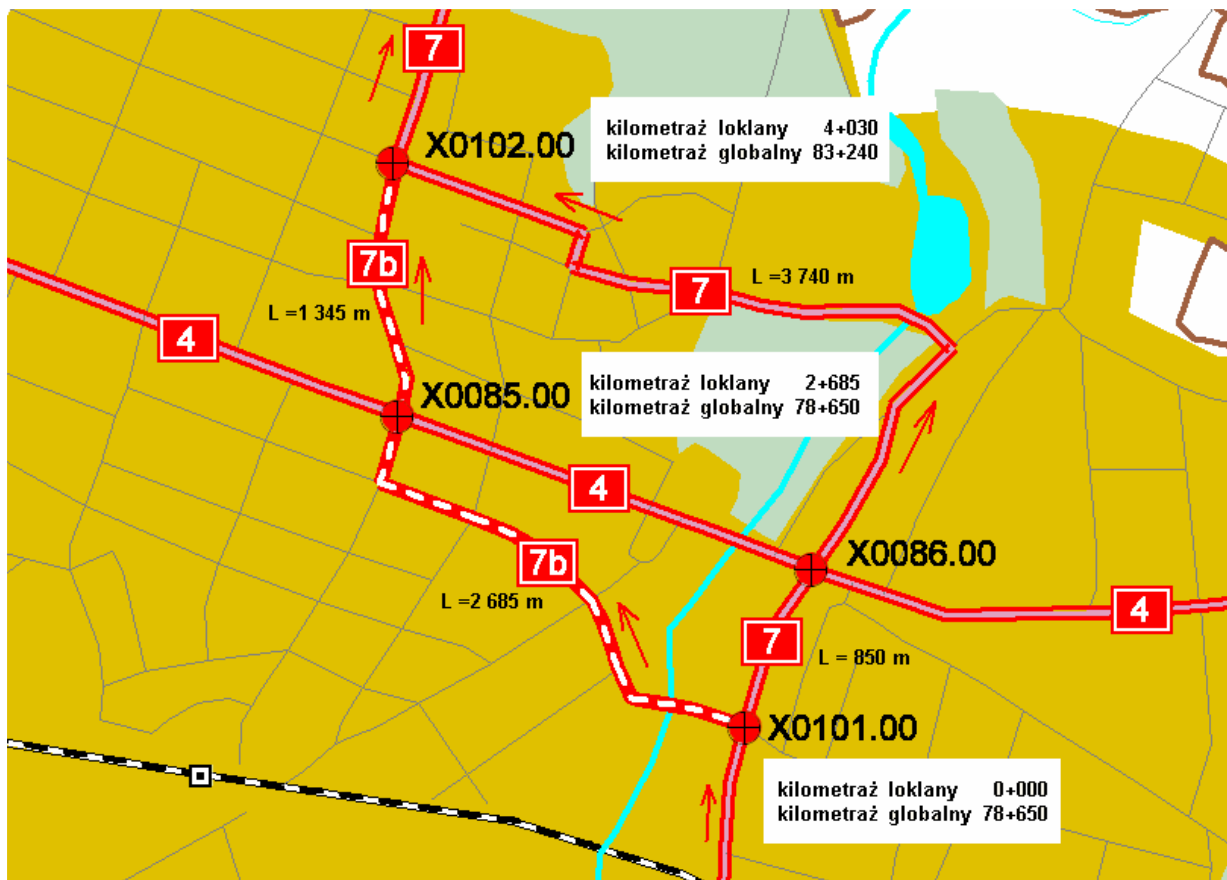 7
X0102.00
kilometraż loklany 4+030
kilometraż globalny 83+240
7b
L =1 345 m
7
L=3 740 m
4
kilometraż loklany 2+685
kilometraż globalny 78+650
X0085.00
4
7b
X0086.00
L =2 685 m
7
4
L = 850 m
X0101.00
kilometraż loklany 0+000
kilometraż globalny 78+650